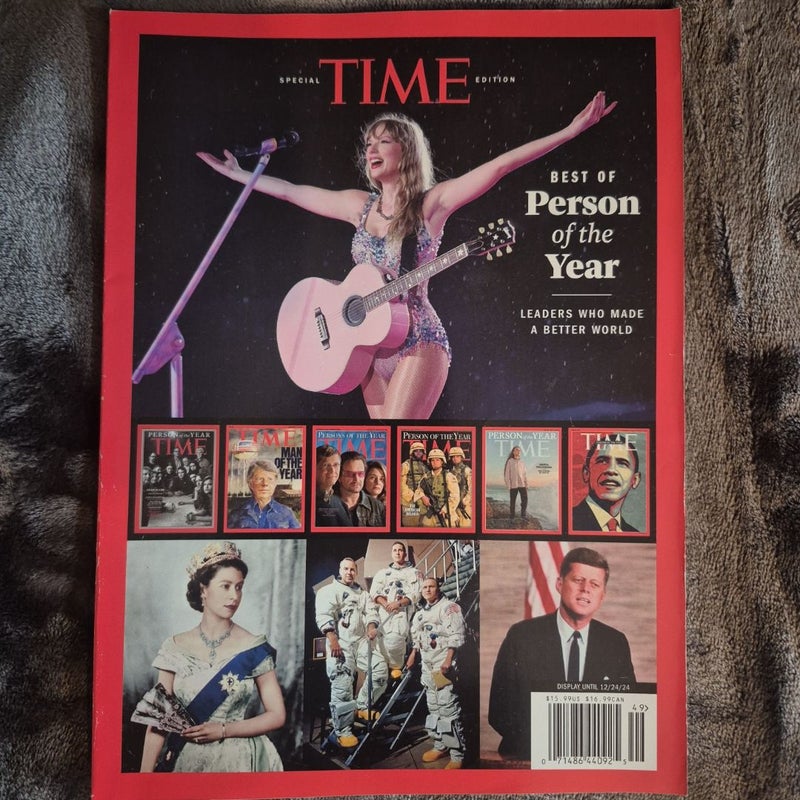 SPECIAL TIME EDITION
BEST OF
Person
of the
Year
LEADERS WHO MADE
A BETTER WORLD
PERSON of the YEAR
TIME
TIME
MAN
OF THE
YEAR
PERSONS OF THE YEAR
TIME
PERSON OF THE YEAR
TIME
PERSON of the YEAR
TIME
TIME
DISPLAY UNTIL 12/24/24
$15.99US $16.99CAN
49>
0 71486 44092 5